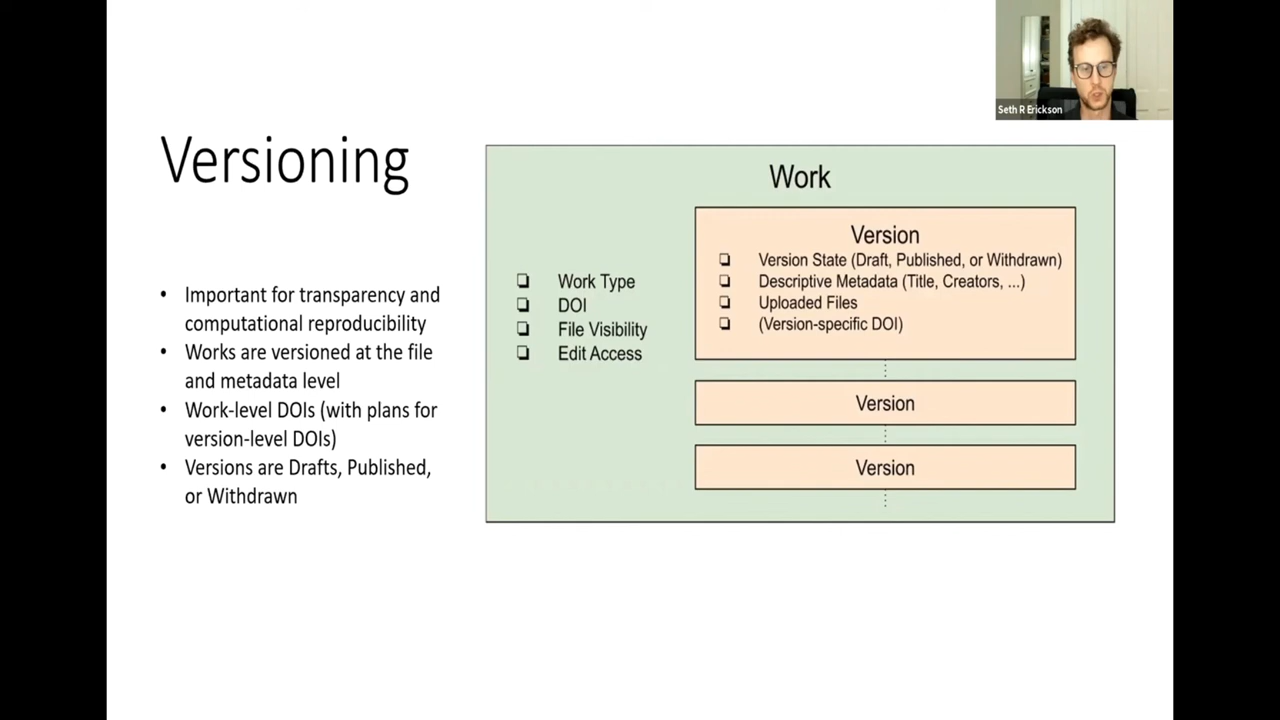 Seth R Erickson
Versioning
• Important for transparency and
computational reproducibility
• Works are versioned at the file
and metadata level
• Work-level DOIs (with plans for
version-level DOIs)
• Versions are Drafts, Published,
or Withdrawn
Work
❏ Work Type
❏ DOI
❏ File Visibility
❏ Edit Access
Version
❏ Version State (Draft, Published, or Withdrawn)
❏ Descriptive Metadata (Title, Creators, ...)
❏ Uploaded Files
❏ (Version-specific DOI)
Version
Version